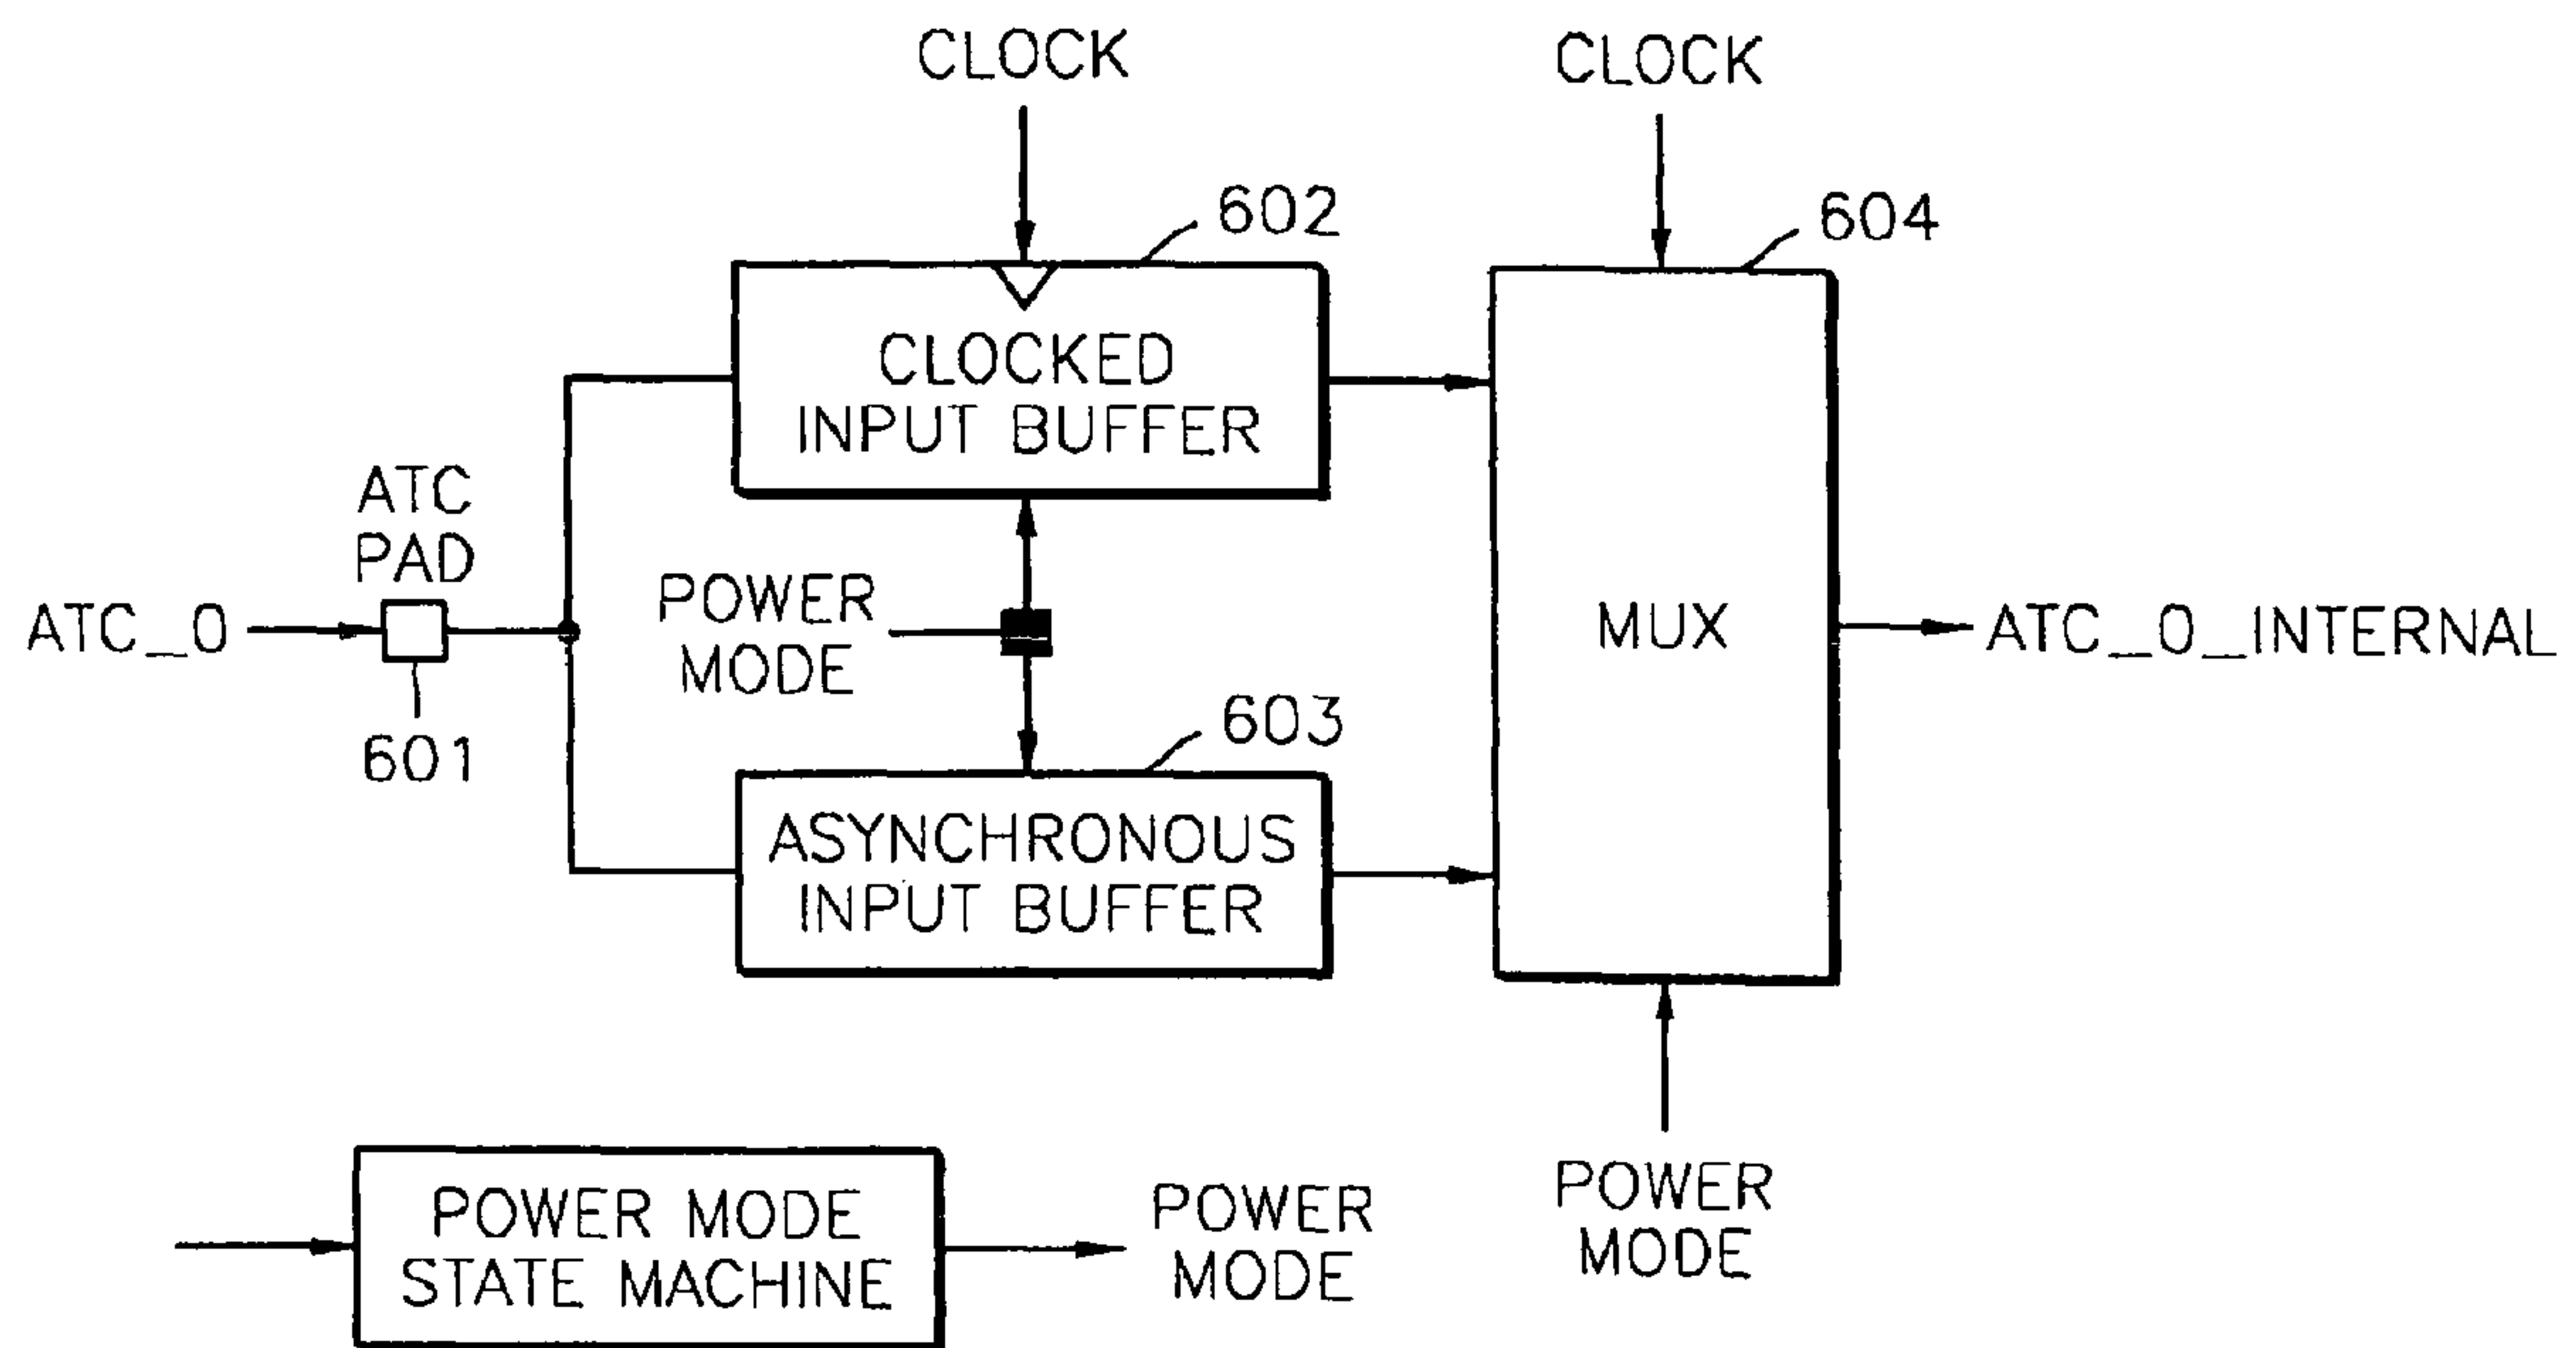 CLOCK
CLOCK
602
604
CLOCKED
INPUT BUFFER
ATC
PAD
ATC_0
601
POWER
MODE
MUX
ATC_0_INTERNAL
603
ASYNCHRONOUS
INPUT BUFFER
POWER MODE
STATE MACHINE
POWER
MODE
POWER
MODE